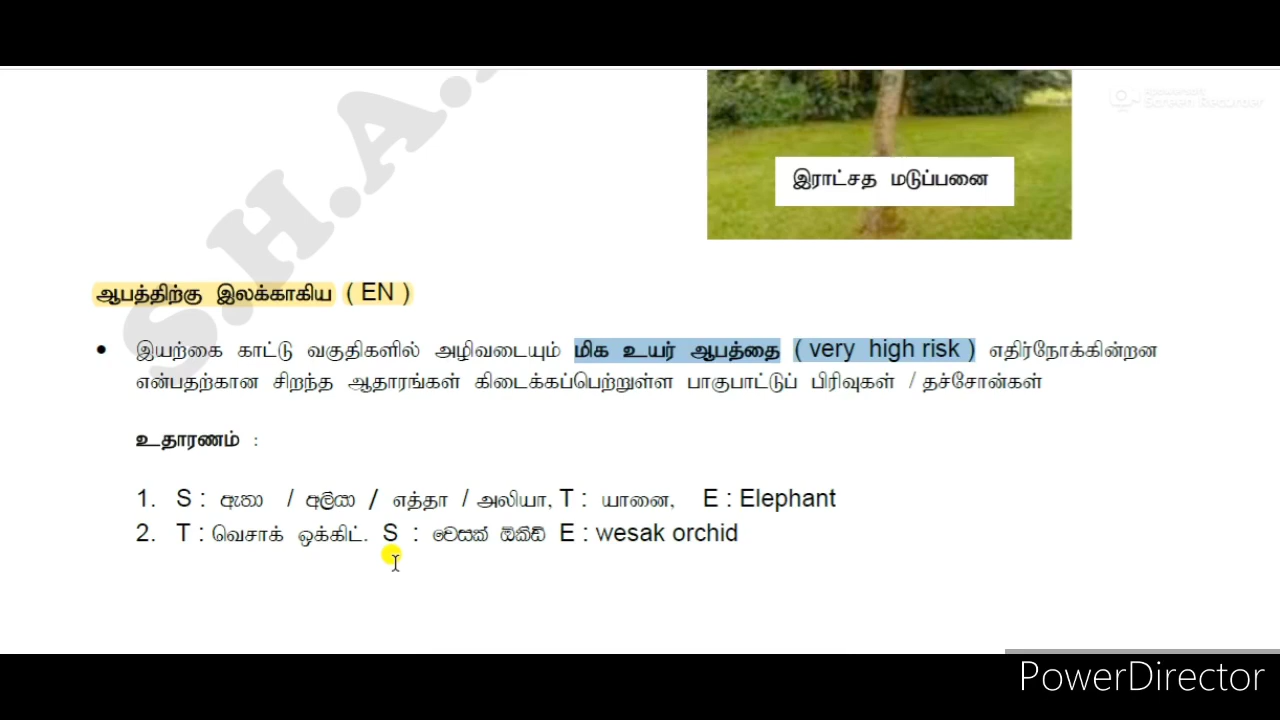 S.H.A.
Screen Recorder
இராட்சத மடுப்பனை
ஆபத்திற்கு இலக்காகிய ( EN )
• இயற்கை காட்டு வகுதிகளில் அழிவடையும் மிக உயர் ஆபத்தை ( very high risk ) எதிர்நோக்கின்றன
என்பதற்கான சிறந்த ஆதாரங்கள் கிடைக்கப்பெற்றுள்ள பாகுபாட்டுப் பிரிவுகள் / தச்சோன்கள்
உதாரணம் :
1. S : ඇතා / අලියා / எத்தா / அலியா, T : யானை, E : Elephant
2. T : வெசாக் ஒக்கிட். S : වෙසක් ඕකිඩ් E : wesak orchid
PowerDirector